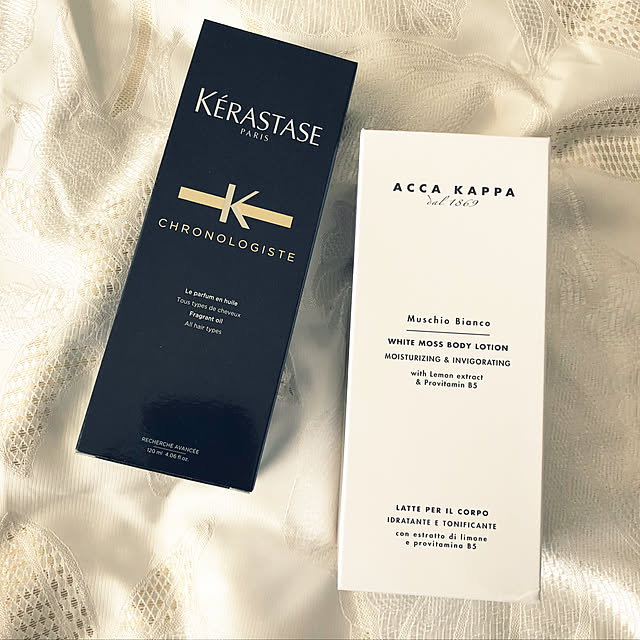 KÉRASTASE
PARIS
K
CHRONOLOGISTE
Le parfum en huile
Tous types de cheveux
Fragrant oil
All hair types
RECHERCHE AVANCÉE
120 ml 4.06 fl.oz.
ACCA KAPPA
dal 1869
Muschio Bianco
WHITE MOSS BODY LOTION
MOISTURIZING & INVIGORATING
with Lemon extract
& Provitamin B5
LATTE PER IL CORPO
IDRATANTE E TONIFICANTE
con estratto di limone
e provitamina B5